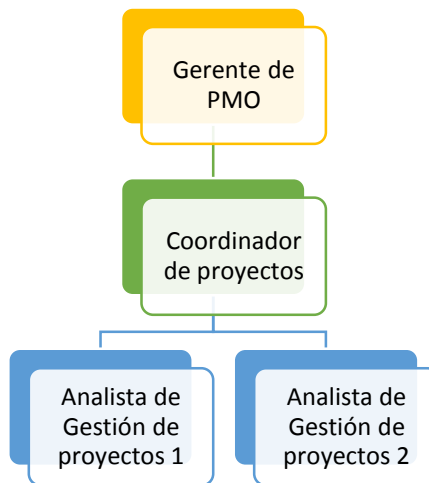 Gerente de
PMO
Coordinador
de proyectos
Analista de
Gestión de
proyectos 1
Analista de
Gestión de
proyectos 2